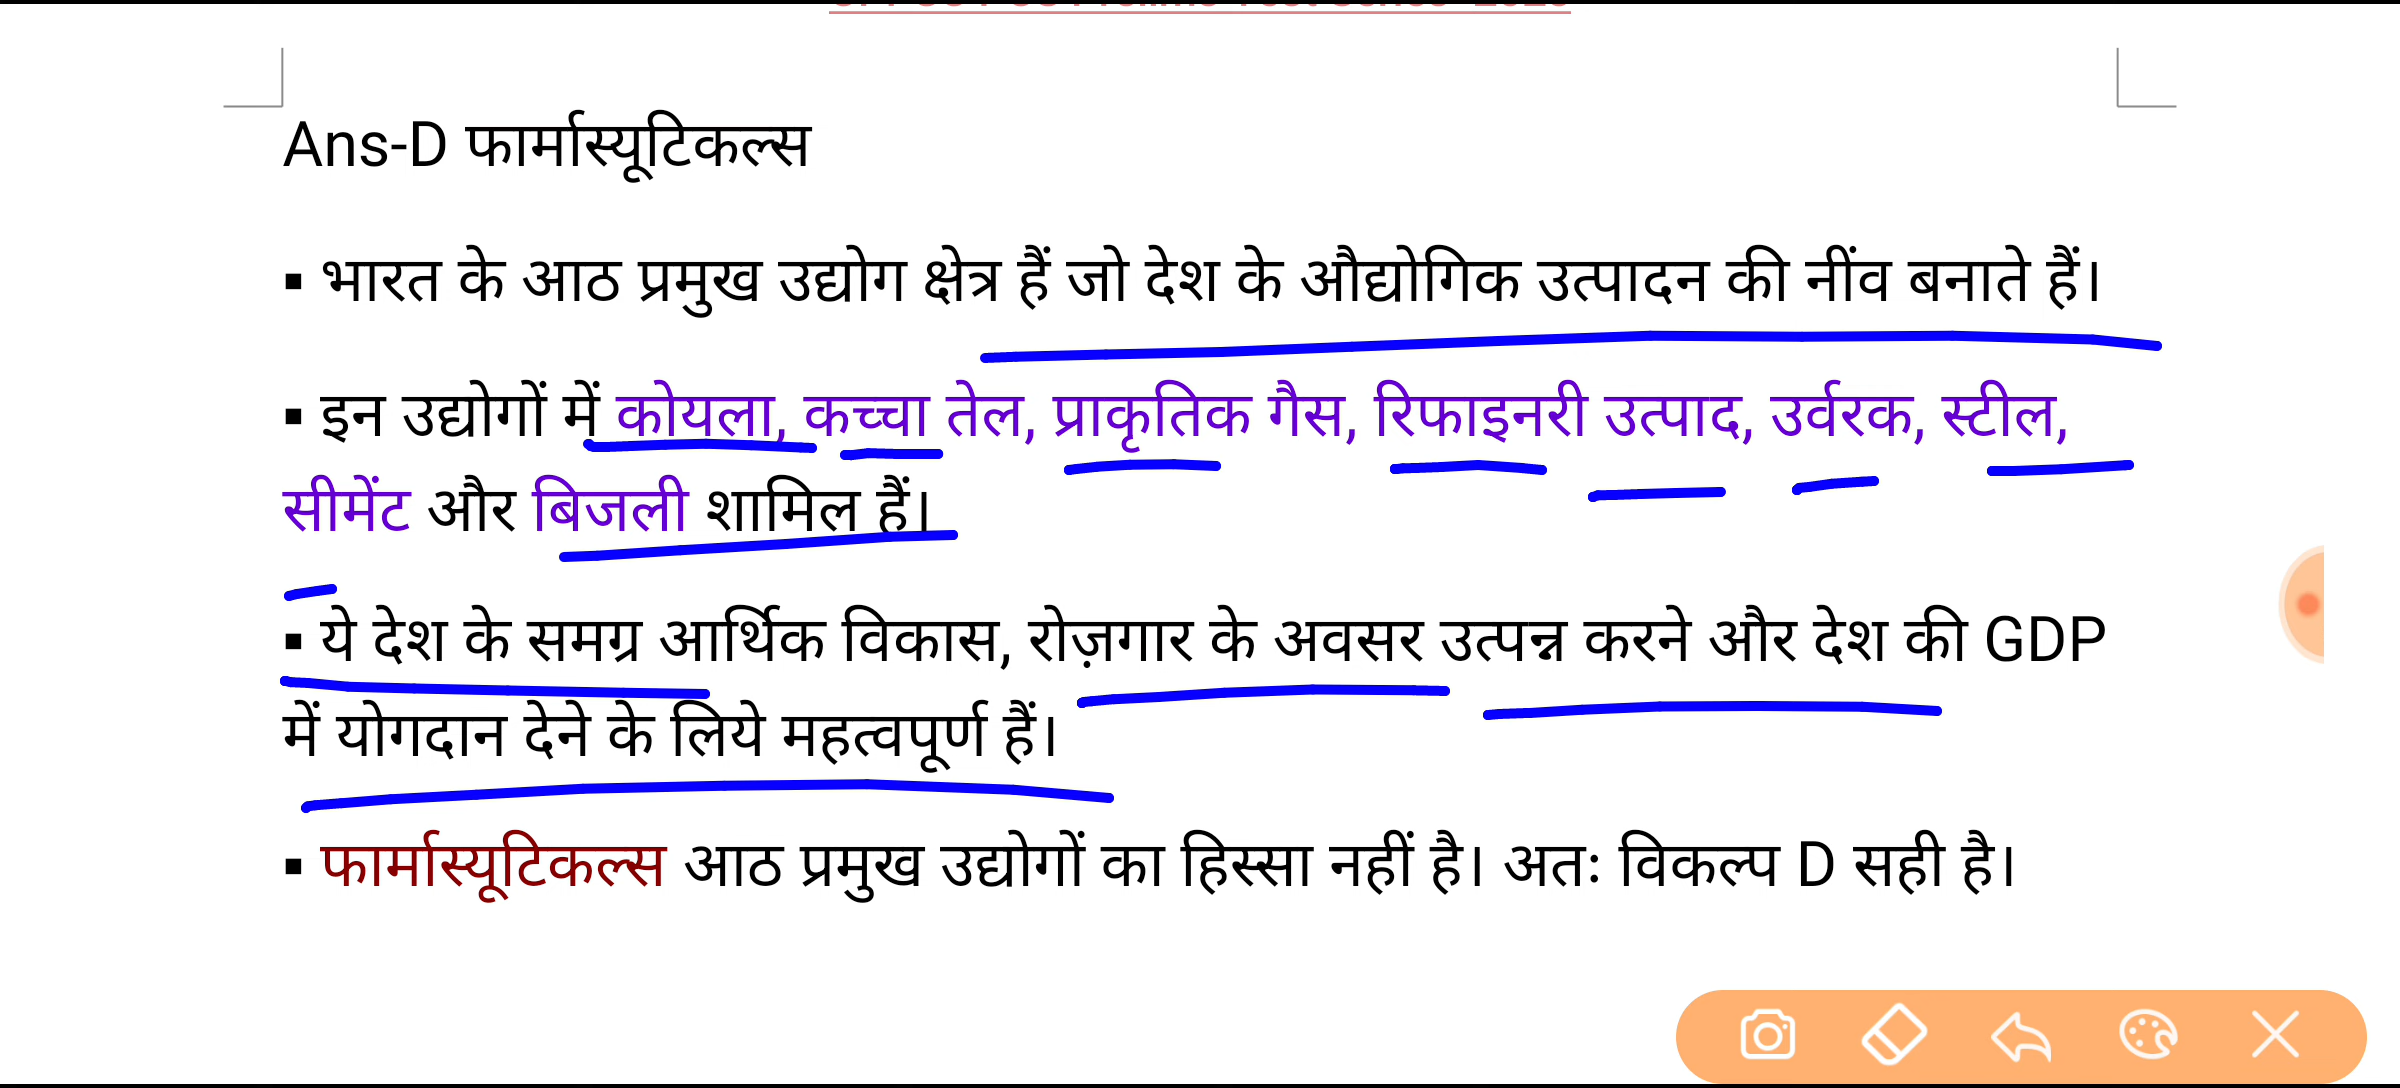 Ans-D फार्मास्यूटिकल्स
▪ भारत के आठ प्रमुख उद्योग क्षेत्र हैं जो देश के औद्योगिक उत्पादन की नींव बनाते हैं।
▪ इन उद्योगों में कोयला, कच्चा तेल, प्राकृतिक गैस, रिफाइनरी उत्पाद, उर्वरक, स्टील,
सीमेंट और बिजली शामिल हैं।
▪ ये देश के समग्र आर्थिक विकास, रोज़गार के अवसर उत्पन्न करने और देश की GDP
में योगदान देने के लिये महत्वपूर्ण हैं।
▪ फार्मास्यूटिकल्स आठ प्रमुख उद्योगों का हिस्सा नहीं है। अतः विकल्प D सही है।